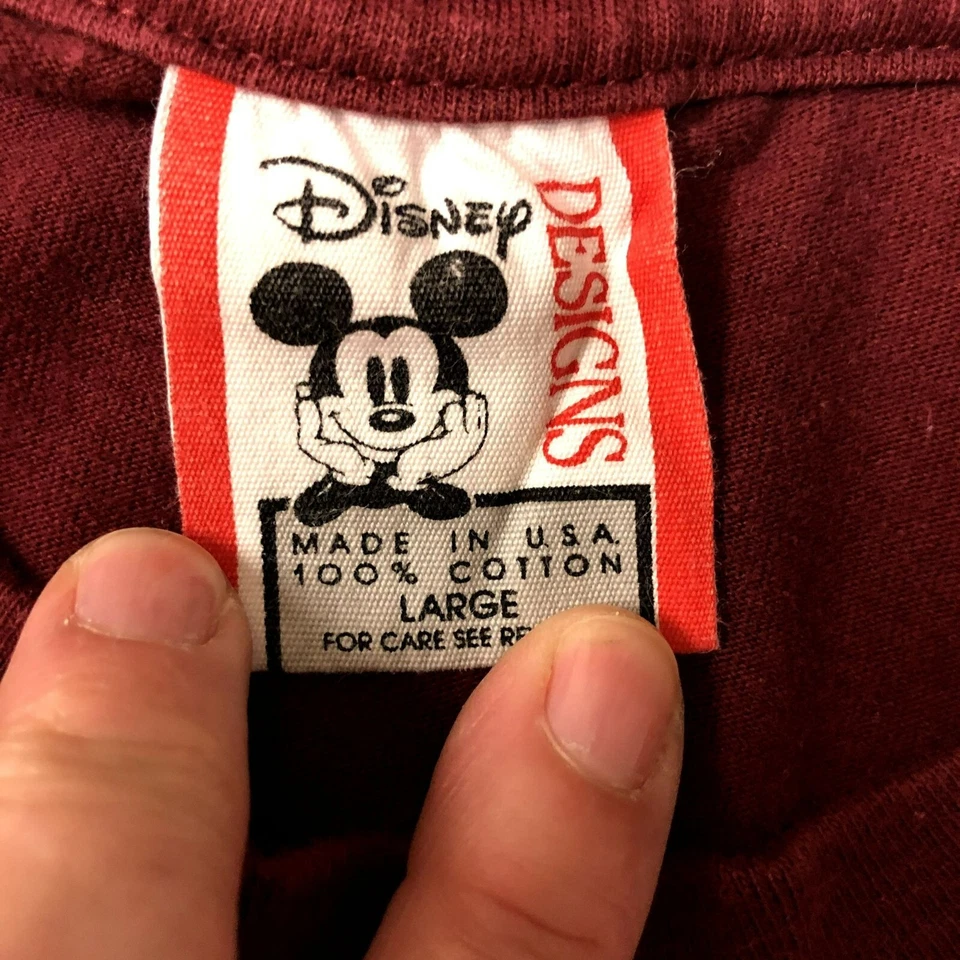 Disney
DESIGNS
MADE IN U.S.A.
100% COTTON
LARGE
FOR CARE SEE